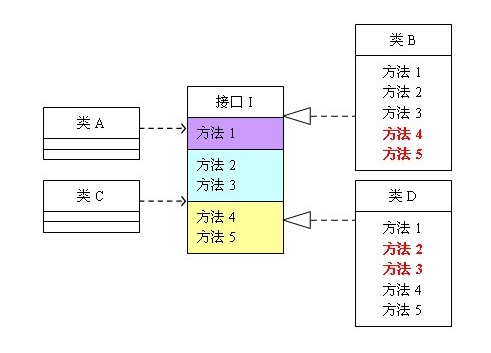 类 A
类 C
接口 I
方法 1
方法 2
方法 3
方法 4
方法 5
类 B
方法 1
方法 2
方法 3
方法 4
方法 5
类 D
方法 1
方法 2
方法 3
方法 4
方法 5